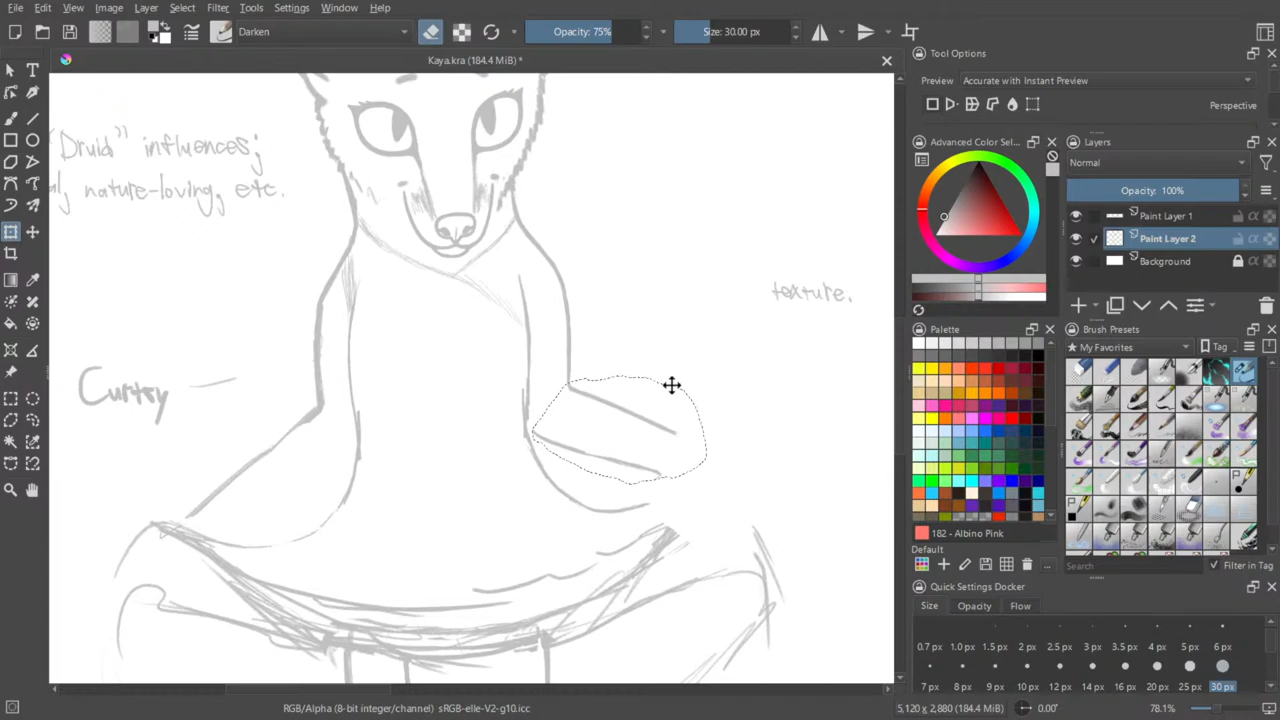 File Edit View Image Layer Select Filter Tools Settings Window Help
Darken
Opacity: 75%
Size: 30.00 px
Kaya.kra (184.4 MiB) *
Tool Options
Preview Accurate with Instant Preview
Perspective
Advanced Color Sel...
Layers
Normal
Opacity: 100%
Paint Layer 1
Paint Layer 2
Background
"Druid" influences;
nature-loving, etc.
texture.
Palette
182 - Albino Pink
Default
Brush Presets
My Favorites
Tag
Search
Filter in Tag
Quick Settings Docker
Size Opacity Flow
0.7 px 1.0 px 1.5 px 2 px 2.5 px 3 px 4 px 5 px 6 px
7 px 8 px 9 px 10 px 12 px 14 px 16 px 20 px 25 px 30 px
RGB/Alpha (8-bit integer/channel) sRGB-elle-V2-g10.icc
5,120 x 2,880 (184.4 MiB)
0.00°
78.1%